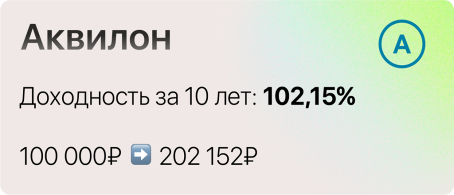 Аквилон
A
Доходность за 10 лет: 102,15%
100 000₽ ➡ 202 152₽